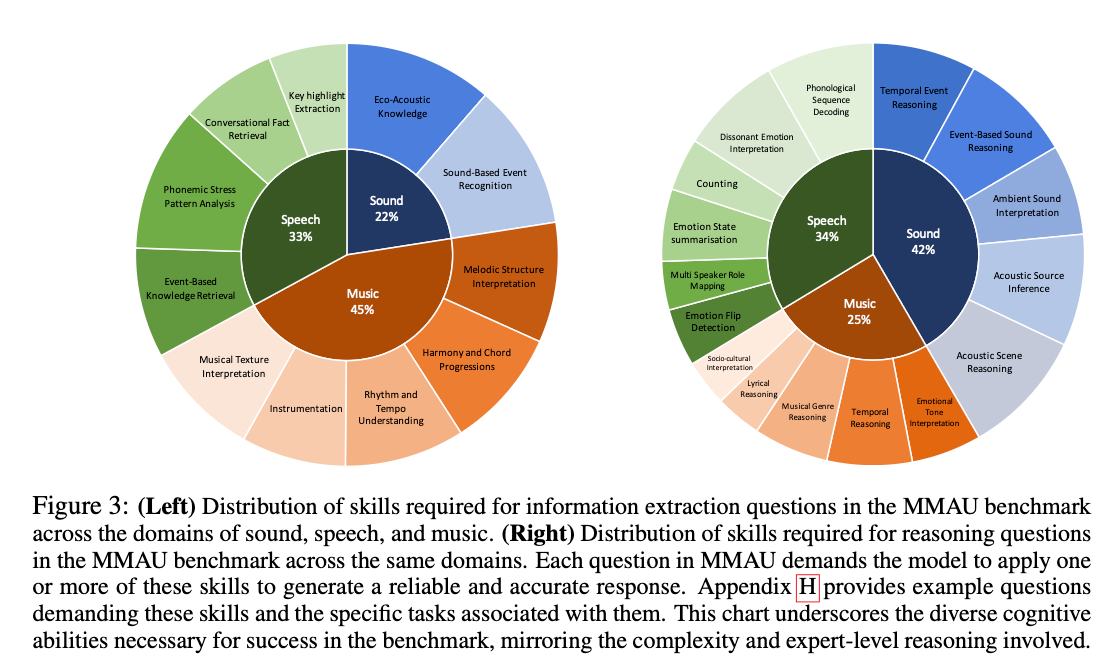 Eco-Acoustic
Knowledge
Sound-Based Event
Recognition
Melodic Structure
Interpretation
Harmony and Chord
Progressions
Rhythm and
Tempo
Understanding
Instrumentation
Musical Texture
Interpretation
Event-Based
Knowledge Retrieval
Phonemic Stress
Pattern Analysis
Conversational Fact
Retrieval
Key highlight
Extraction
Sound
22%
Music
45%
Speech
33%
Temporal Event
Reasoning
Event-Based Sound
Reasoning
Ambient Sound
Interpretation
Acoustic Source
Inference
Acoustic Scene
Reasoning
Emotional
Tone
Interpretation
Temporal
Reasoning
Musical Genre
Reasoning
Lyrical
Reasoning
Socio-cultural
Interpretation
Emotion Flip
Detection
Multi Speaker Role
Mapping
Emotion State
summarisation
Counting
Dissonant Emotion
Interpretation
Phonological
Sequence
Decoding
Sound
42%
Music
25%
Speech
34%
Figure 3: (Left) Distribution of skills required for information extraction questions in the MMAU benchmark
across the domains of sound, speech, and music. (Right) Distribution of skills required for reasoning questions
in the MMAU benchmark across the same domains. Each question in MMAU demands the model to apply one
or more of these skills to generate a reliable and accurate response. Appendix H provides example questions
demanding these skills and the specific tasks associated with them. This chart underscores the diverse cognitive
abilities necessary for success in the benchmark, mirroring the complexity and expert-level reasoning involved.